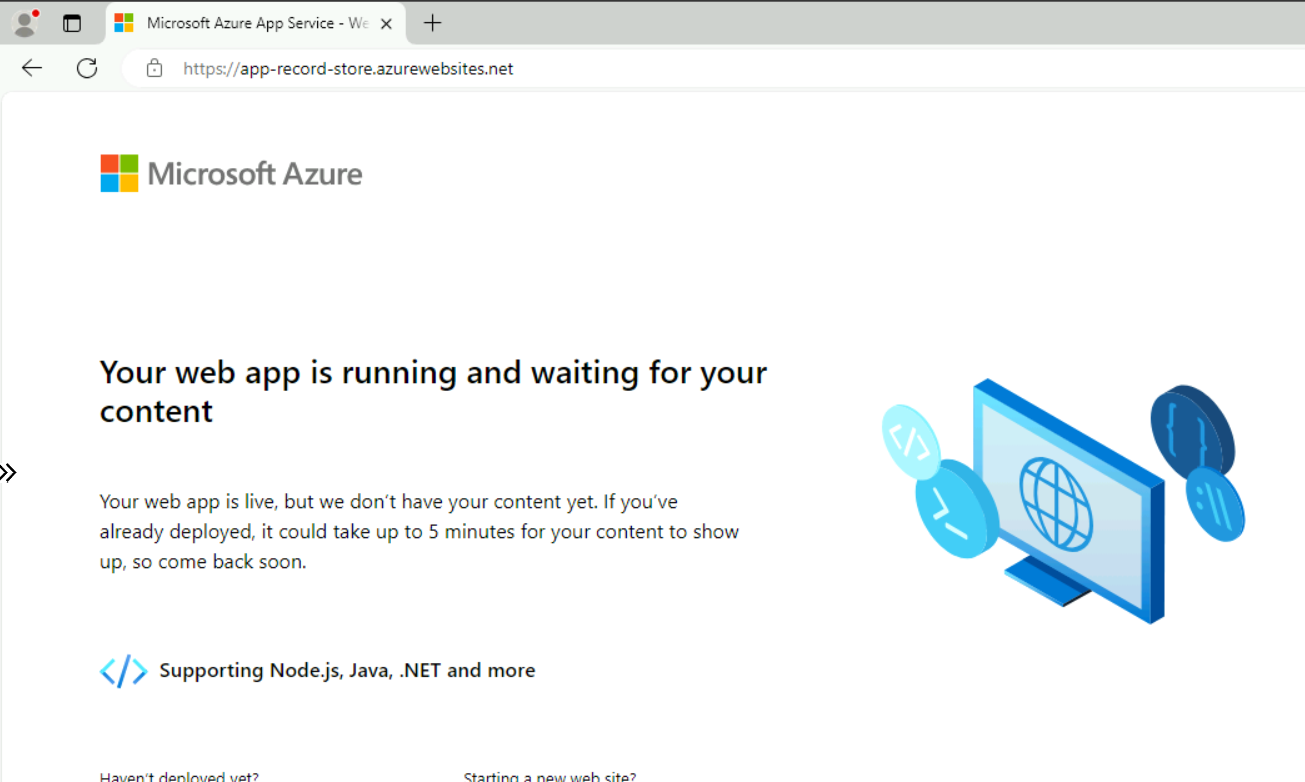 Microsoft Azure App Service - We
https://app-record-store.azurewebsites.net
Microsoft Azure
Your web app is running and waiting for your
content
Your web app is live, but we don't have your content yet. If you've
already deployed, it could take up to 5 minutes for your content to show
up, so come back soon.
</> Supporting Node.js, Java, .NET and more
Haven't deployed yet?
Starting a new web site?